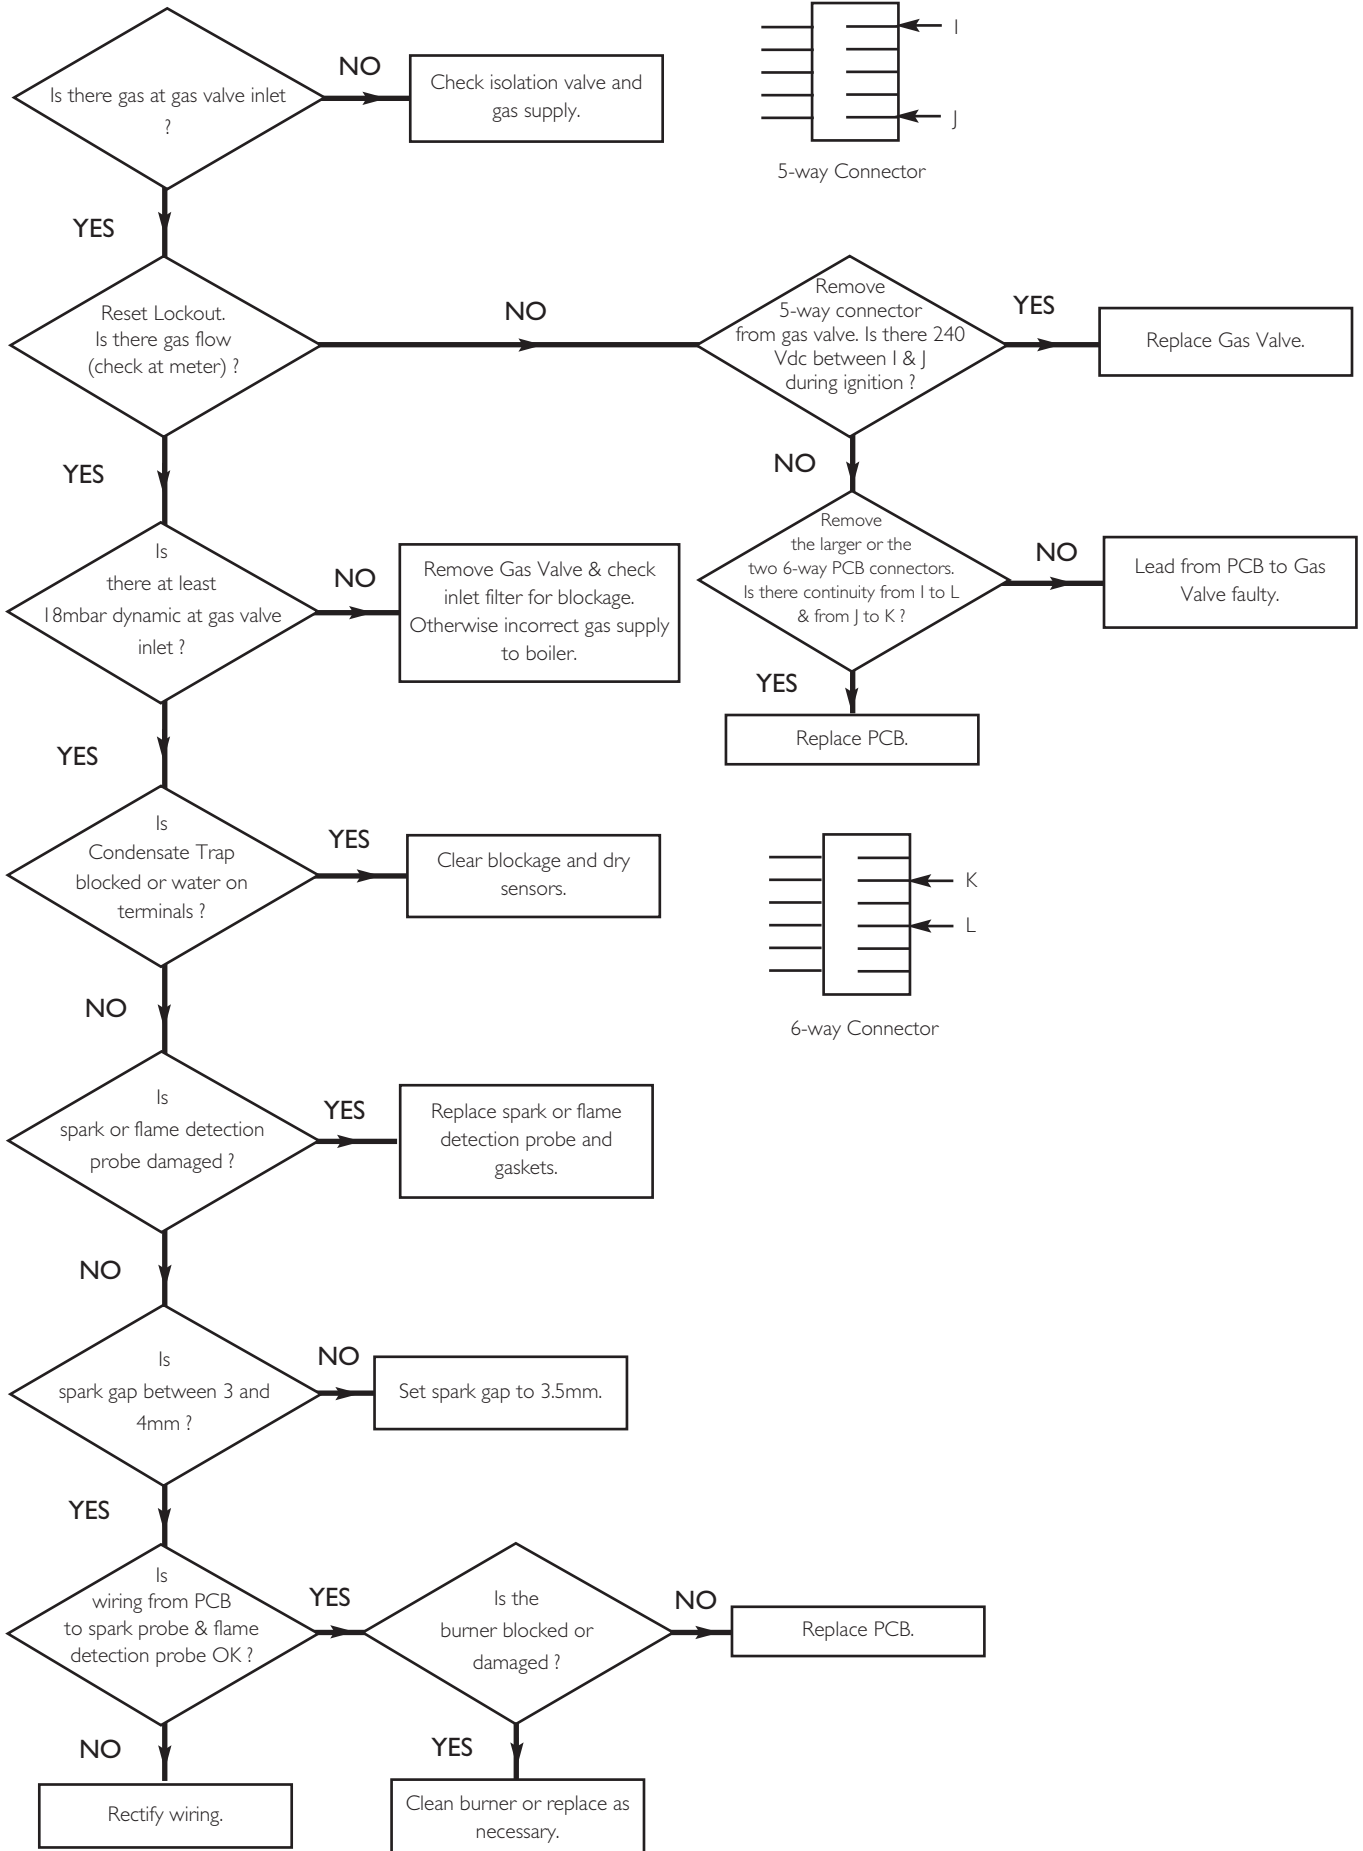 Is there gas at gas valve inlet
?
NO
Check isolation valve and
gas supply.
I
J
5-way Connector
YES
Reset Lockout.
Is there gas flow
(check at meter) ?
NO
Remove
5-way connector
from gas valve. Is there 240
Vdc between I & J
during ignition ?
YES
Replace Gas Valve.
YES
NO
Is
there at least
18mbar dynamic at gas valve
inlet ?
NO
Remove Gas Valve & check
inlet filter for blockage.
Otherwise incorrect gas supply
to boiler.
Remove
the larger or the
two 6-way PCB connectors.
Is there continuity from I to L
& from J to K ?
NO
Lead from PCB to Gas
Valve faulty.
YES
Replace PCB.
YES
Is
Condensate Trap
blocked or water on
terminals ?
YES
Clear blockage and dry
sensors.
K
L
6-way Connector
NO
Is
spark or flame detection
probe damaged ?
YES
Replace spark or flame
detection probe and
gaskets.
NO
Is
spark gap between 3 and
4mm ?
NO
Set spark gap to 3.5mm.
YES
Is
wiring from PCB
to spark probe & flame
detection probe OK ?
YES
Is the
burner blocked or
damaged ?
NO
Replace PCB.
NO
Rectify wiring.
YES
Clean burner or replace as
necessary.